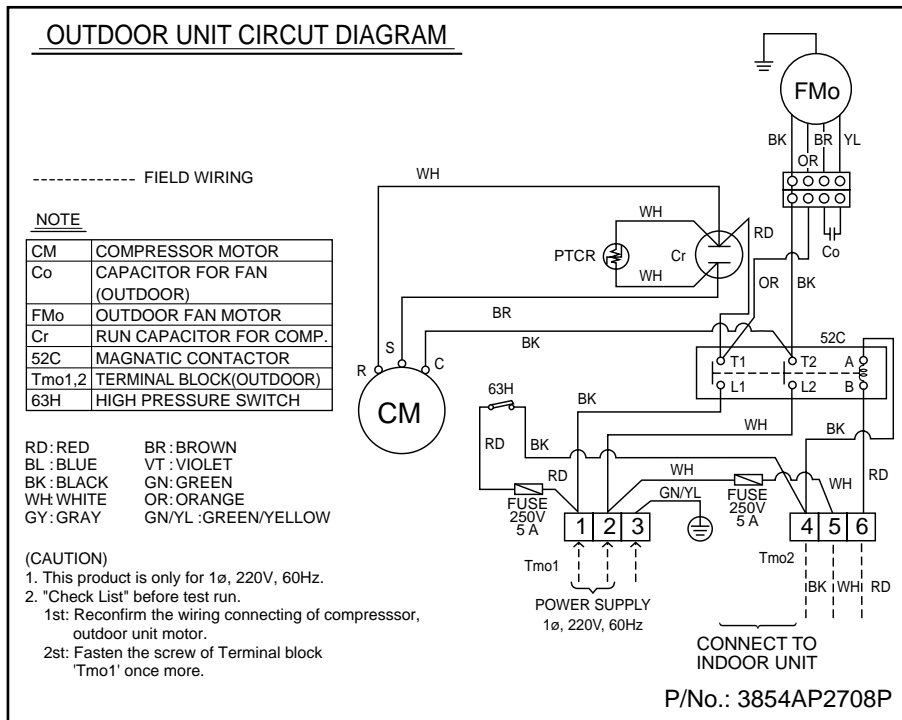 OUTDOOR UNIT CIRCUT DIAGRAM
------------- FIELD WIRING
NOTE
CM COMPRESSOR MOTOR
Co CAPACITOR FOR FAN
(OUTDOOR)
FMo OUTDOOR FAN MOTOR
Cr RUN CAPACITOR FOR COMP.
52C MAGNATIC CONTACTOR
Tmo1,2 TERMINAL BLOCK(OUTDOOR)
63H HIGH PRESSURE SWITCH
RD:RED BR:BROWN
BL:BLUE VT:VIOLET
BK:BLACK GN:GREEN
WH:WHITE OR:ORANGE
GY:GRAY GN/YL:GREEN/YELLOW
(CAUTION)
1. This product is only for 1ø, 220V, 60Hz.
2. "Check List" before test run.
1st: Reconfirm the wiring connecting of compresssor,
outdoor unit motor.
2st: Fasten the screw of Terminal block
'Tmo1' once more.
FMo
BK BR YL
OR
Co
WH
WH
PTCR Cr
WH
RD
OR BK
BR
BK
S
R C
CM
52C
T1 T2 A
L1 L2 B
63H
BK
WH
BK
RD BK
RD
WH
WH
RD
GN/YL
FUSE
250V
5 A
FUSE
250V
5 A
1 2 3
4 5 6
Tmo1
Tmo2
BK WH RD
POWER SUPPLY
1ø, 220V, 60Hz
CONNECT TO
INDOOR UNIT
P/No.: 3854AP2708P